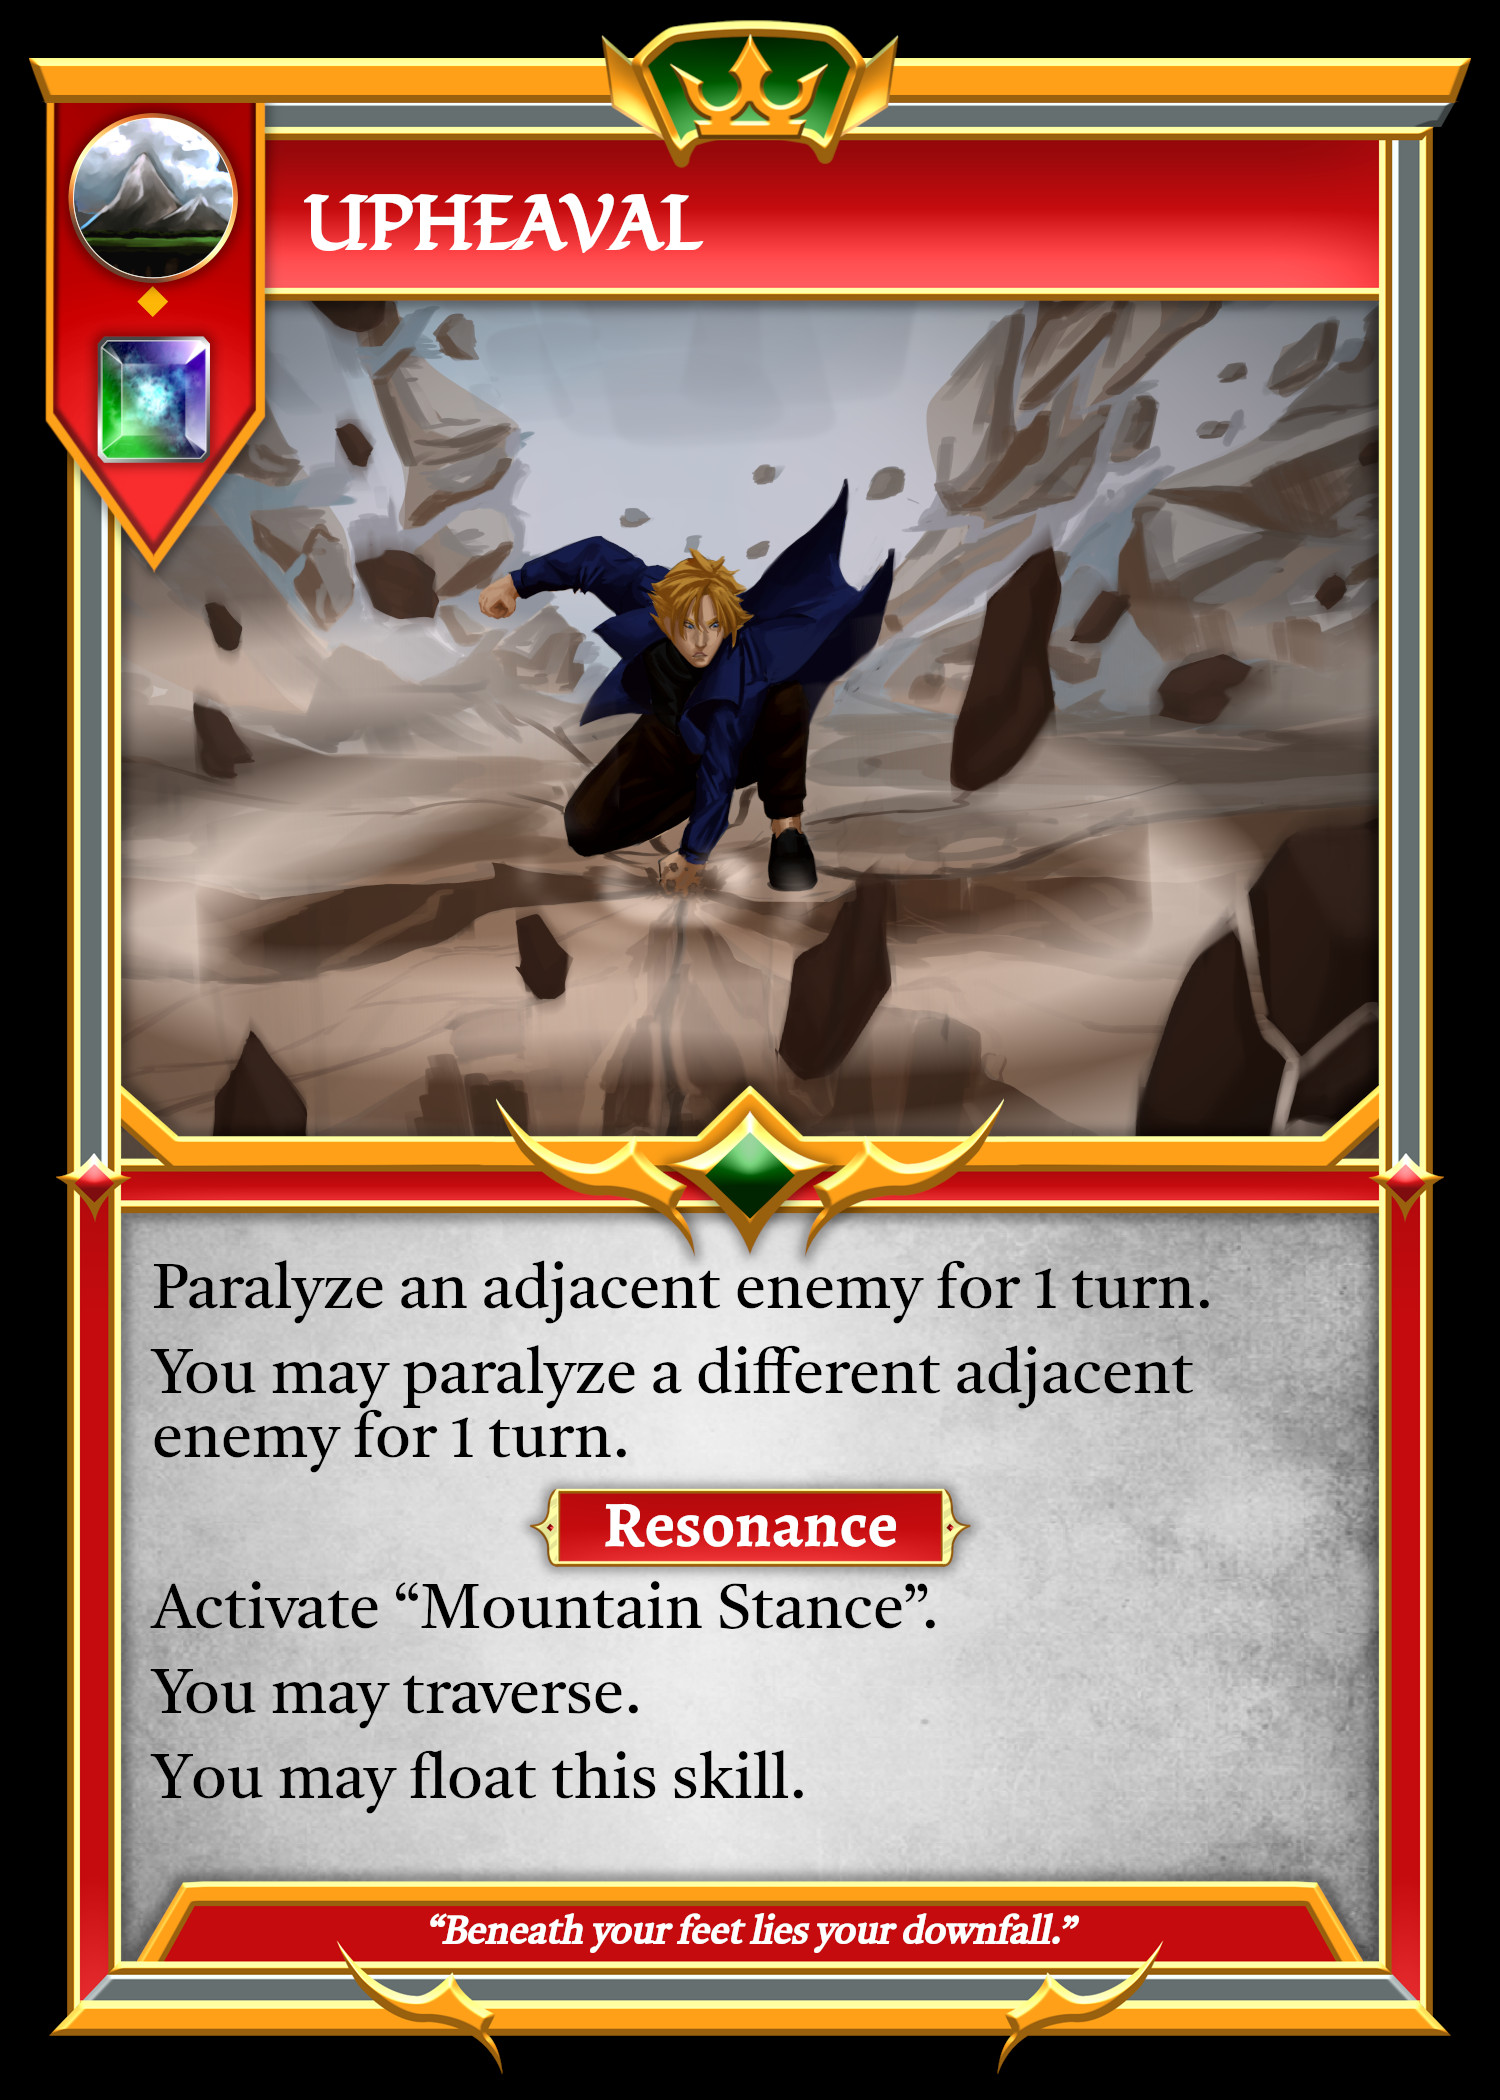 UPHEAVAL
Paralyze an adjacent enemy for 1 turn.
You may paralyze a different adjacent
enemy for 1 turn.
Resonance
Activate “Mountain Stance”.
You may traverse.
You may float this skill.
“Beneath your feet lies your downfall.”